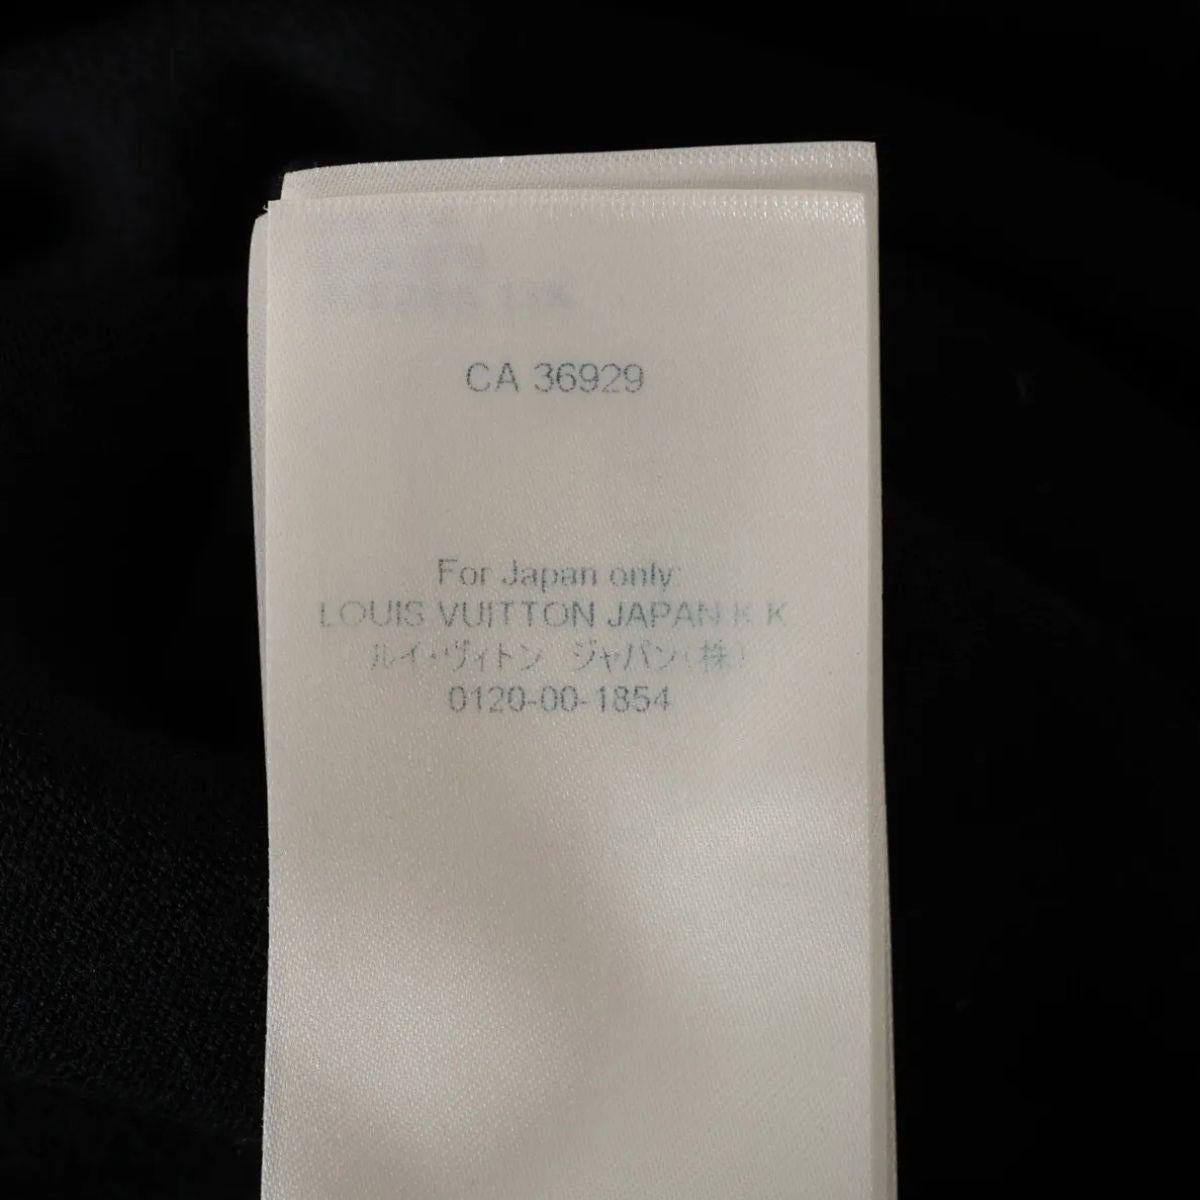 CA 36929
For Japan only:
LOUIS VUITTON JAPAN K K
ルイ・ヴィトン ジャパン(株)
0120-00-1854